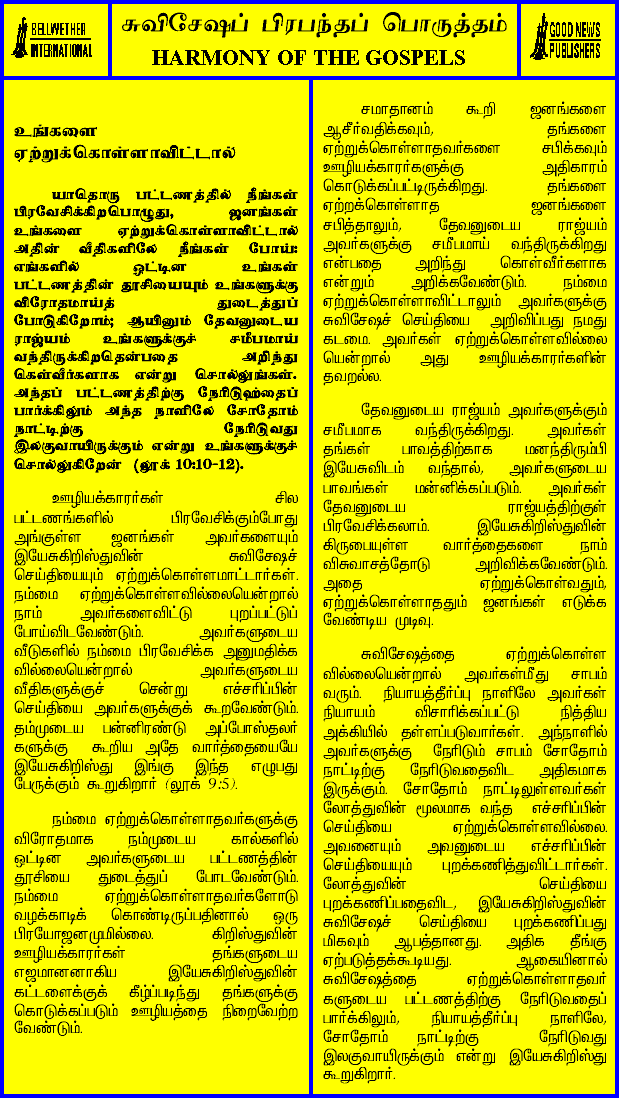 BELLWETHER
INTERNATIONAL
சுவிசேஷப் பிரபந்தப் பொருத்தம்
HARMONY OF THE GOSPELS
GOOD NEWS
PUBLISHERS
உங்களை
ஏற்றுக்கொள்ளாவிட்டால்
யாதொரு பட்டணத்தில் நீங்கள்
பிரவேசிக்கிறபொழுது, ஜனங்கள்
உங்களை ஏற்றுக்கொள்ளாவிட்டால்
அதின் வீதிகளிலே நீங்கள் போய்:
எங்களில் ஒட்டின உங்கள்
பட்டணத்தின் தூசியையும் உங்களுக்கு
விரோதமாய்த் துடைத்துப்
போடுகிறோம்; ஆயினும் தேவனுடைய
ராஜ்யம் உங்களுக்குச் சமீபமாய்
வந்திருக்கிறதென்பதை அறிந்து
கெள்வீர்களாக என்று சொல்லுங்கள்.
அந்தப் பட்டணத்திற்கு நேரிடுஹதைப்
பார்க்கிலும் அந்த நாளிலே சோதோம்
நாட்டிற்கு நேரிடுவது
இலகுவாயிருக்கும் என்று உங்களுக்குச்
சொல்லுகிறேன் (லூக் 10:10-12).
ஊழியக்காரர்கள் சில
பட்டணங்களில் பிரவேசிக்கும்போது
அங்குள்ள ஜனங்கள் அவர்களையும்
இயேசுகிறிஸ்துவின் சுவிசேஷச்
செய்தியையும் ஏற்றுக்கொள்ளமாட்டார்கள்.
நம்மை ஏற்றுக்கொள்ளவில்லையென்றால்
நாம் அவர்களைவிட்டு புறப்பட்டுப்
போய்விடவேண்டும். அவர்களுடைய
வீடுகளில் நம்மை பிரவேசிக்க அனுமதிக்க
வில்லையென்றால் அவர்களுடைய
வீதிகளுக்குச் சென்று எச்சரிப்பின்
செய்தியை அவர்களுக்குக் கூறவேண்டும்.
தம்முடைய பன்னிரண்டு அப்போஸ்தலர்
களுக்கு கூறிய அதே வார்த்தையையே
இயேசுகிறிஸ்து இங்கு இந்த எழுபது
பேருக்கும் கூறுகிறார் (லூக் 9:5).
நம்மை ஏற்றுக்கொள்ளாதவர்களுக்கு
விரோதமாக நம்முடைய கால்களில்
ஒட்டின அவர்களுடைய பட்டணத்தின்
தூசியை துடைத்துப் போடவேண்டும்.
நம்மை ஏற்றுக்கொள்ளாதவர்களோடு
வழக்காடிக் கொண்டிருப்பதினால் ஒரு
பிரயோஜனமுமில்லை. கிறிஸ்துவின்
ஊழியக்காரர்கள் தங்களுடைய
எஜமானனாகிய இயேசுகிறிஸ்துவின்
கட்டளைக்குக் கீழ்ப்படிந்து தங்களுக்கு
கொடுக்கப்படும் ஊழியத்தை நிறைவேற்ற
வேண்டும்.
சமாதானம் கூறி ஜனங்களை
ஆசீர்வதிக்கவும், தங்களை
ஏற்றுக்கொள்ளாதவர்களை சபிக்கவும்
ஊழியக்காரர்களுக்கு அதிகாரம்
கொடுக்கப்பட்டிருக்கிறது. தங்களை
ஏற்றக்கொள்ளாத ஜனங்களை
சபித்தாலும், தேவனுடைய ராஜ்யம்
அவர்களுக்கு சமீபமாய் வந்திருக்கிறது
என்பதை அறிந்து கொள்வீர்களாக
என்றும் அறிக்கவேண்டும். நம்மை
ஏற்றுக்கொள்ளாவிட்டாலும் அவர்களுக்கு
சுவிசேஷச் செய்தியை அறிவிப்பது நமது
கடமை. அவர்கள் ஏற்றுக்கொள்ளவில்லை
யென்றால் அது ஊழியக்காரர்களின்
தவறல்ல.
தேவனுடைய ராஜ்யம் அவர்களுக்கும்
சமீபமாக வந்திருக்கிறது. அவர்கள்
தங்கள் பாவத்திற்காக மனந்திரும்பி
இயேசுவிடம் வந்தால், அவர்களுடைய
பாவங்கள் மன்னிக்கப்படும். அவர்கள்
தேவனுடைய ராஜ்யத்திற்குள்
பிரவேசிக்கலாம். இயேசுகிறிஸ்துவின்
கிருபையுள்ள வார்த்தைகளை நாம்
விசுவாசத்தோடு அறிவிக்கவேண்டும்.
அதை ஏற்றுக்கொள்வதும்,
ஏற்றுக்கொள்ளாததும் ஜனங்கள் எடுக்க
வேண்டிய முடிவு.
சுவிசேஷத்தை ஏற்றுக்கொள்ள
வில்லையென்றால் அவர்கள்மீது சாபம்
வரும். நியாயத்தீர்ப்பு நாளிலே அவர்கள்
நியாயம் விசாரிக்கப்பட்டு நித்திய
அக்கியில் தள்ளப்படுவார்கள். அந்நாளில்
அவர்களுக்கு நேரிடும் சாபம் சோதோம்
நாட்டிற்கு நேரிடுவதைவிட அதிகமாக
இருக்கும். சோதோம் நாட்டிலுள்ளவர்கள்
லோத்துவின் மூலமாக வந்த எச்சரிப்பின்
செய்தியை ஏற்றுக்கொள்ளவில்லை.
அவனையும் அவனுடைய எச்சரிப்பின்
செய்தியையும் புறக்கணித்துவிட்டார்கள்.
லோத்துவின் செய்தியை
புறக்கணிப்பதைவிட, இயேசுகிறிஸ்துவின்
சுவிசேஷச் செய்தியை புறக்கணிப்பது
மிகவும் ஆபத்தானது. அதிக தீங்கு
ஏற்படுத்தக்கூடியது. ஆகையினால்
சுவிசேஷத்தை ஏற்றுக்கொள்ளாதவர்
களுடைய பட்டணத்திற்கு நேரிடுவதைப்
பார்க்கிலும், நியாயத்தீர்ப்பு நாளிலே,
சோதோம் நாட்டிற்கு நேரிடுவது
இலகுவாயிருக்கும் என்று இயேசுகிறிஸ்து
கூறுகிறார்.